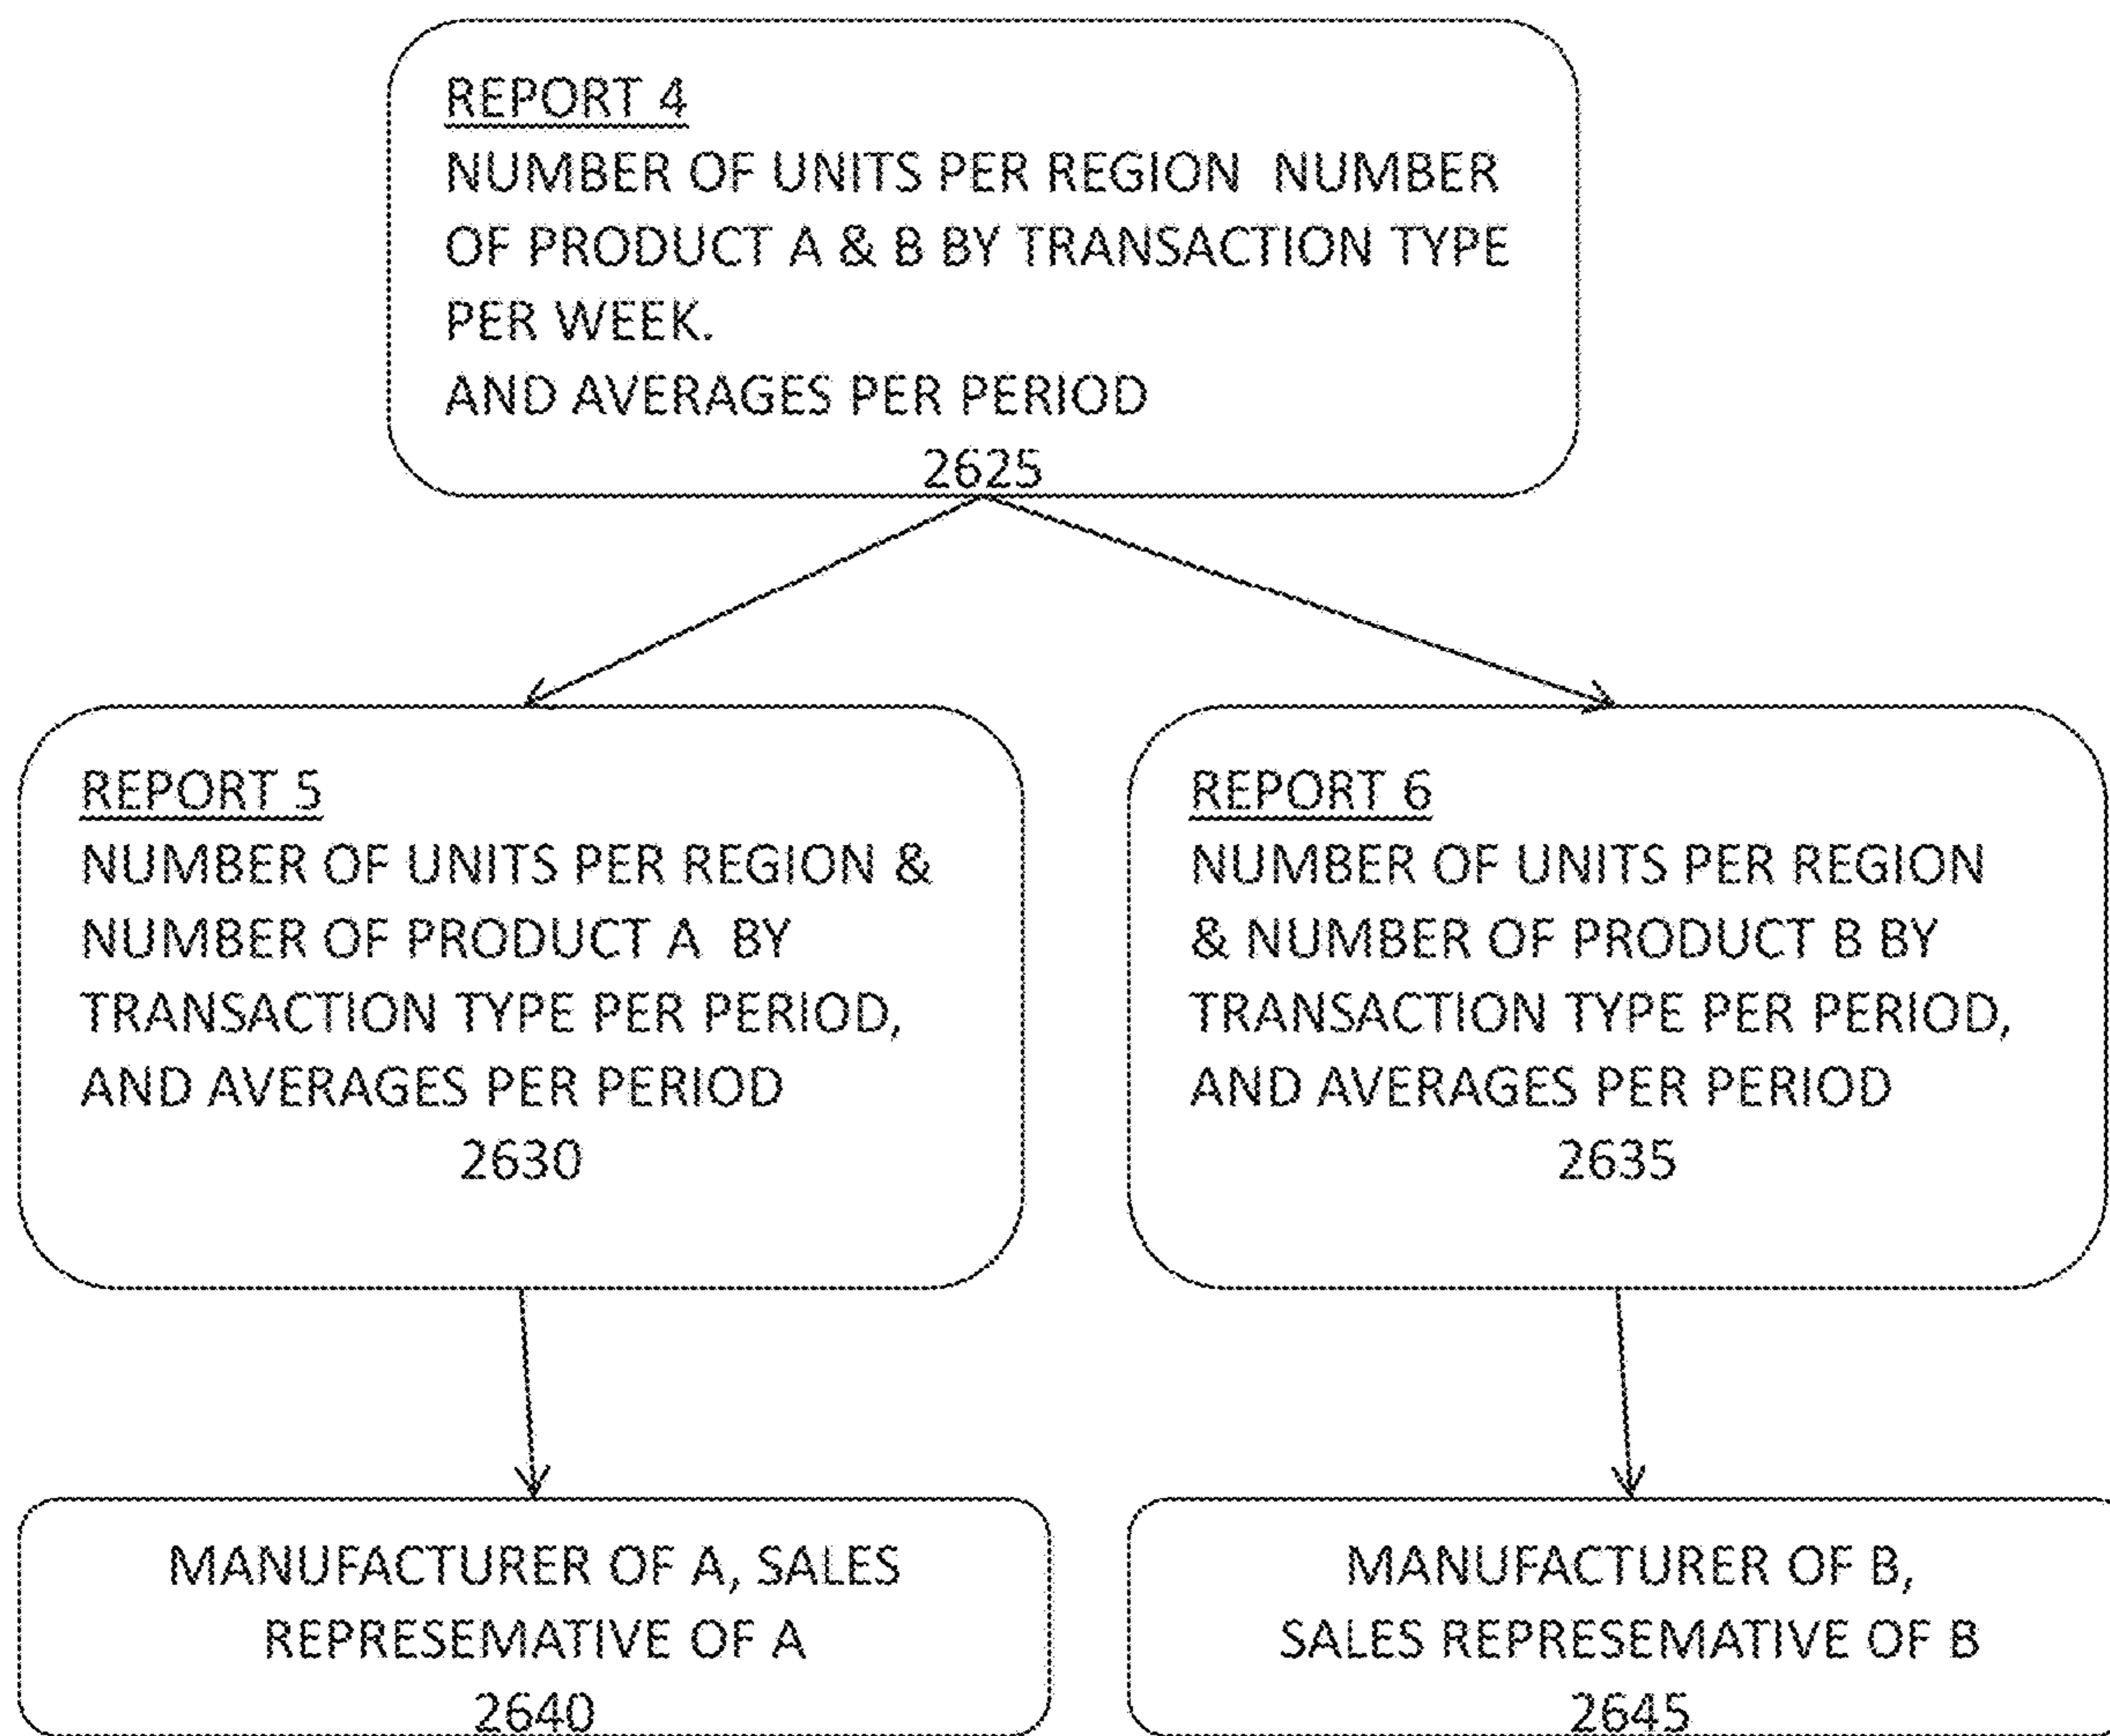 REPORT 4
NUMBER OF UNITS PER REGION  NUMBER
OF PRODUCT A & B BY TRANSACTION TYPE
PER WEEK.
AND AVERAGES PER PERIOD
2625
REPORT 5
NUMBER OF UNITS PER REGION &
NUMBER OF PRODUCT A  BY
TRANSACTION TYPE PER PERIOD,
AND AVERAGES PER PERIOD
2630
REPORT 6
NUMBER OF UNITS PER REGION
& NUMBER OF PRODUCT B BY
TRANSACTION TYPE PER PERIOD,
AND AVERAGES PER PERIOD
2635
MANUFACTURER OF A, SALES
REPRESEMATIVE OF A
2640
MANUFACTURER OF B,
SALES REPRESEMATIVE OF B
2645